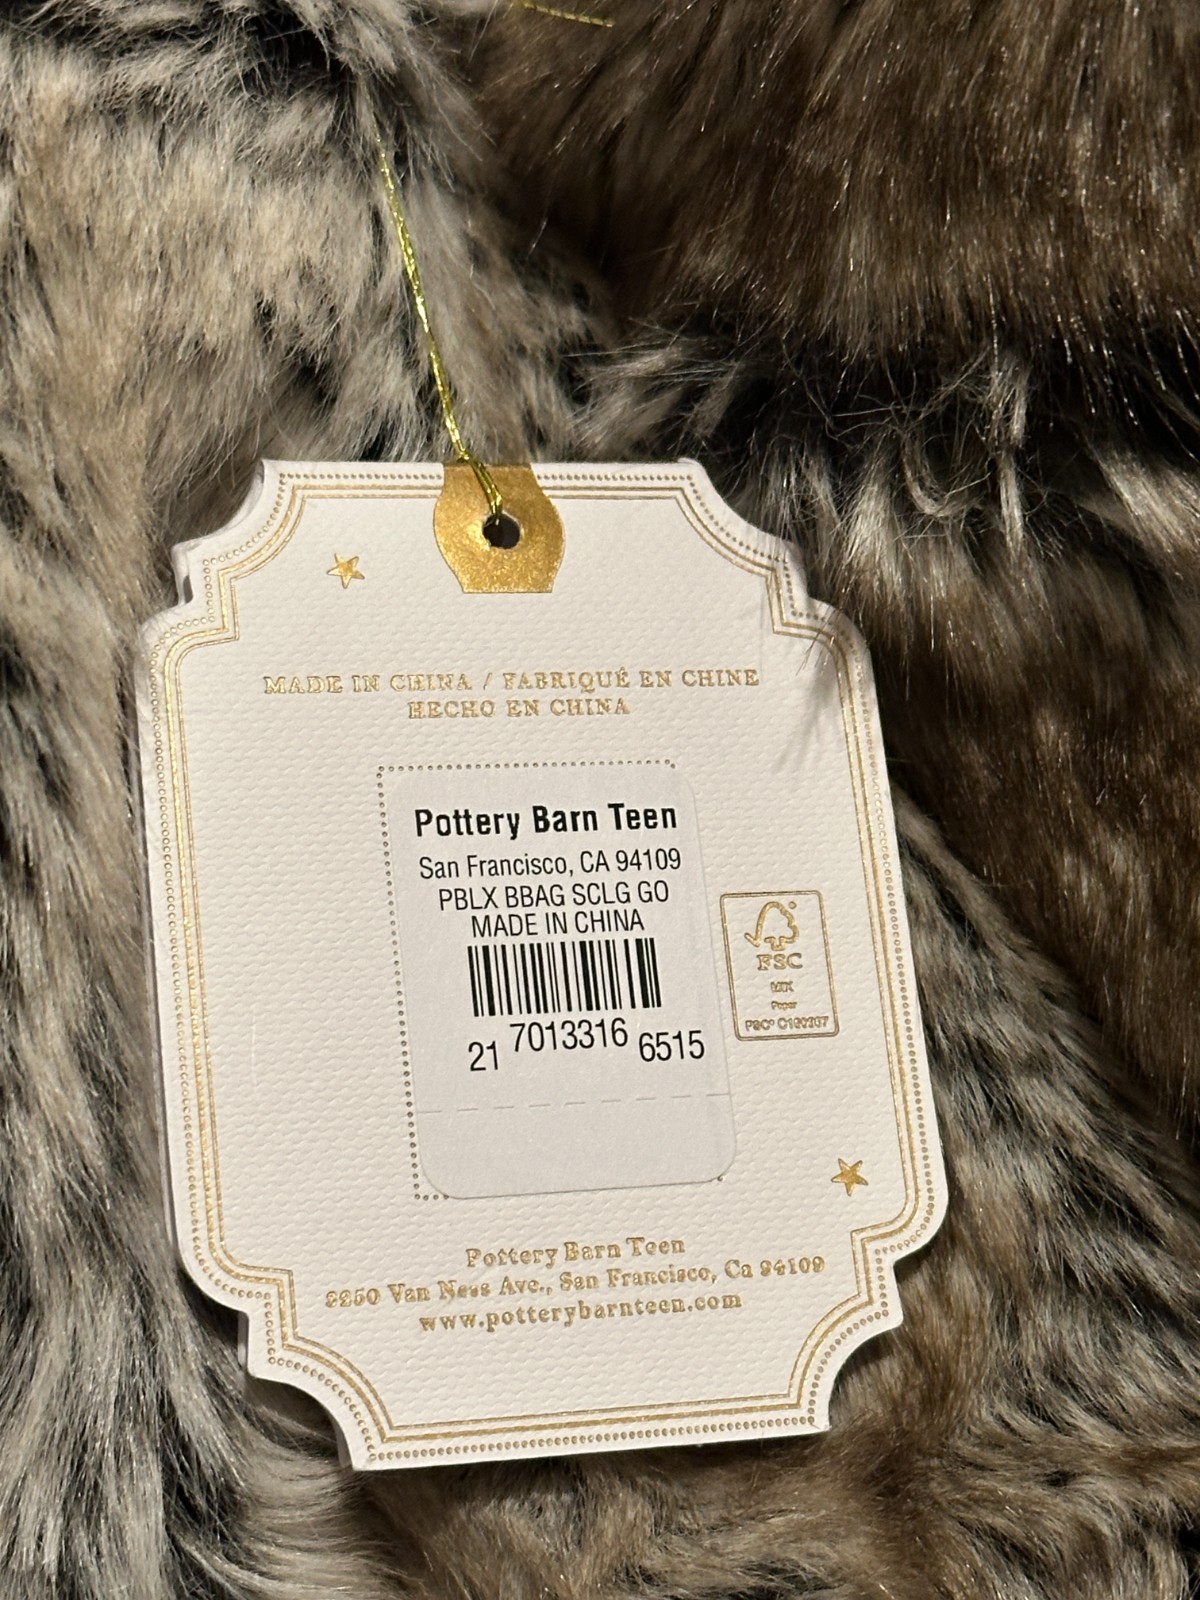 MADE IN CHINA / FABRIQUÉ EN CHINE
HECHO EN CHINA
Pottery Barn Teen
San Francisco, CA 94109
PBLX BBAG SCLG GO
MADE IN CHINA
21 7013316 6515
FSC
MIX
Paper
FSC®
Pottery Barn Teen
3250 Van Ness Ave., San Francisco, Ca 94109
www.potterybarnteen.com